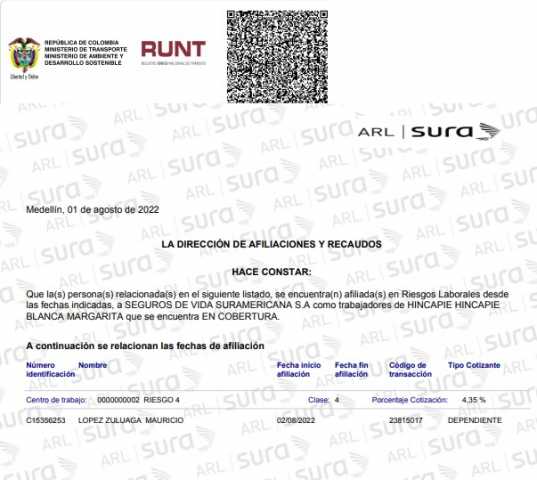 REPÚBLICA DE COLOMBIA
MINISTERIO DE TRANSPORTE
MINISTERIO DE AMBIENTE Y
DESARROLLO SOSTENIBLE
Libertad y Orden
RUNT
ARL | sura
Medellín, 01 de agosto de 2022
LA DIRECCIÓN DE AFILIACIONES Y RECAUDOS
HACE CONSTAR:
Que la(s) persona(s) relacionada(s) en el siguiente listado, se encuentra(n) afiliada(s) en Riesgos Laborales desde
las fechas indicadas, a SEGUROS DE VIDA SURAMERICANA S.A como trabajadores de HINCAPIE HINCAPIE
BLANCA MARGARITA que se encuentra EN COBERTURA.
A continuación se relacionan las fechas de afiliación
Número identificación Nombre Fecha inicio afiliación Fecha fin afiliación Código de transacción Tipo Cotizante
Centro de trabajo: 0000000002 RIESGO 4 Clase: 4 Porcentaje Cotización: 4,35 %
C15356253 LOPEZ ZULUAGA MAURICIO 02/08/2022 23815017 DEPENDIENTE